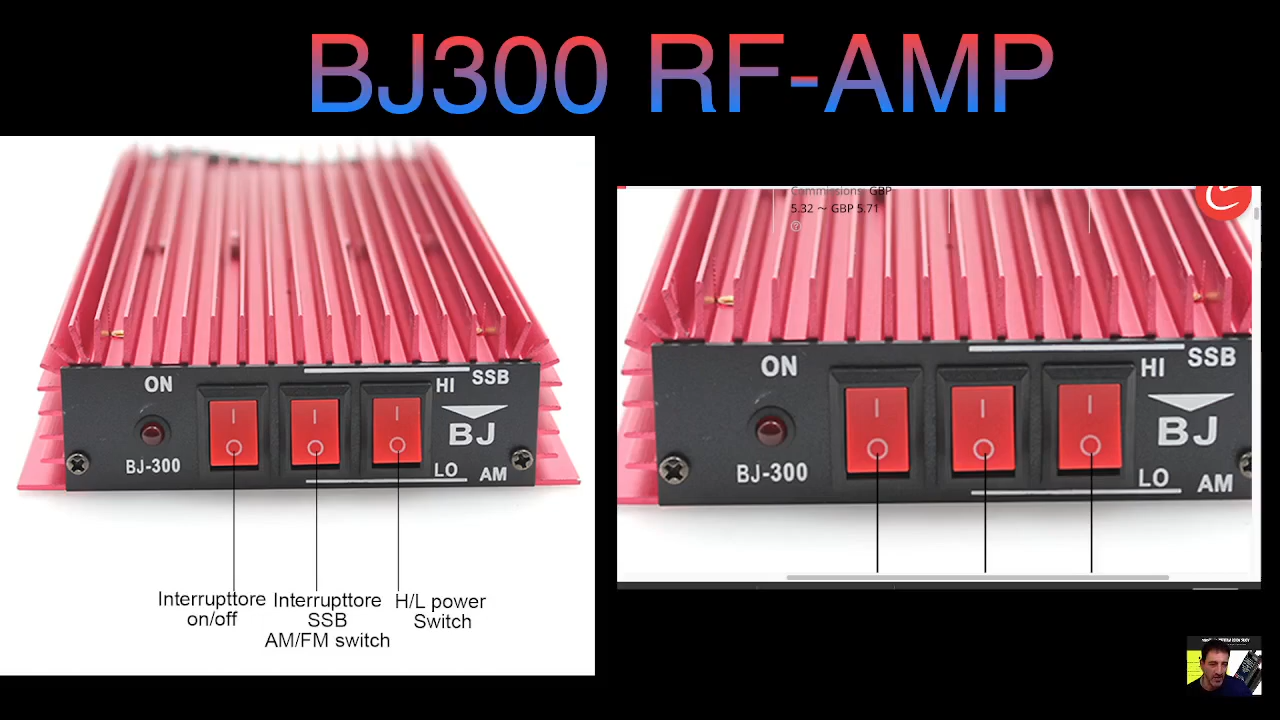 BJ300 RF-AMP
ON
HI
SSB
BJ
BJ-300
LO
AM
Interrupttore
on/off
Interrupttore
SSB
AM/FM switch
H/L power
Switch
Commissions: GBP
5.32 ～ GBP 5.71
ON
HI
SSB
BJ
BJ-300
LO
AM